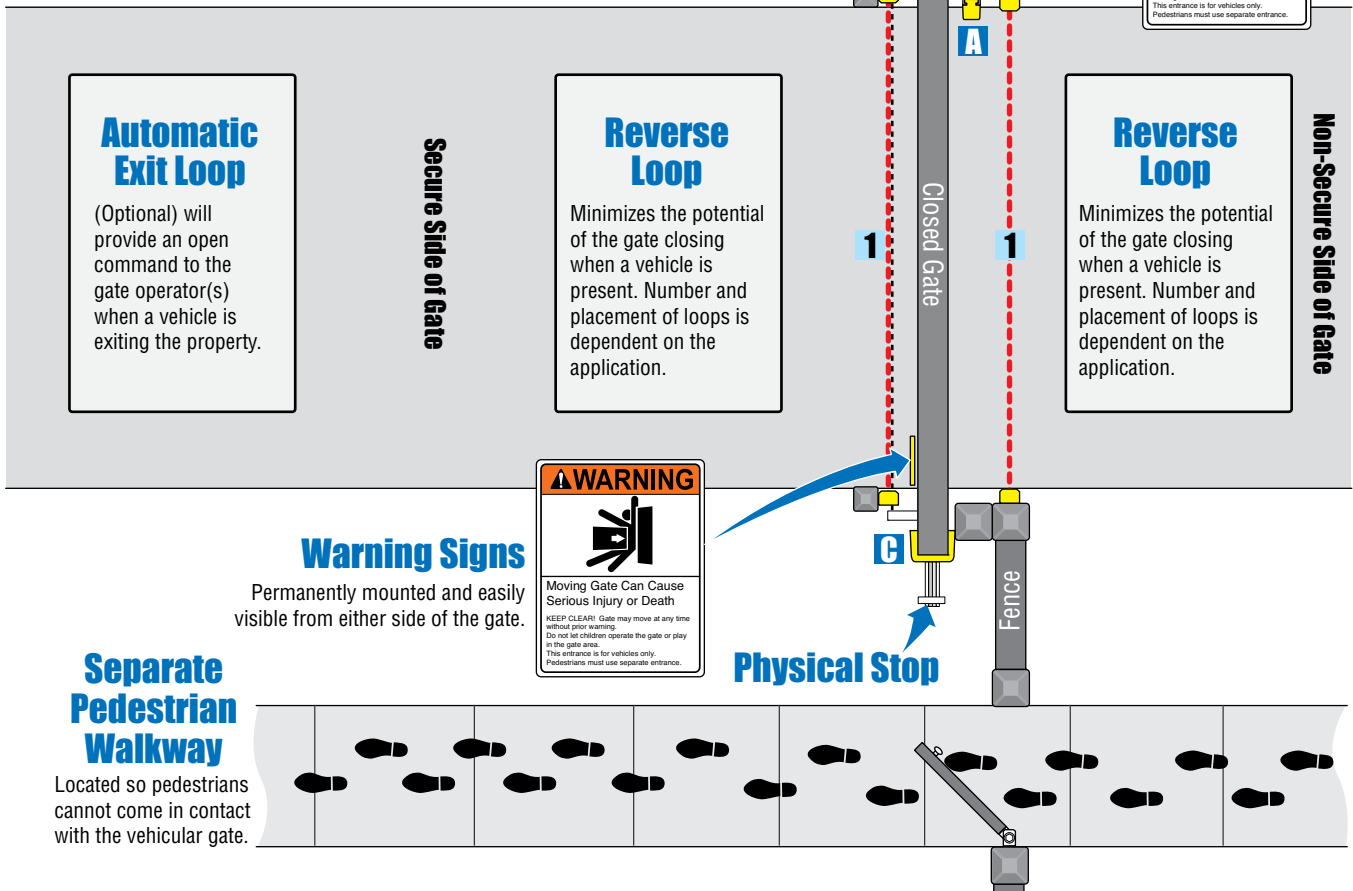 This entrance is for vehicles only.
Pedestrians must use separate entrance.
A
Automatic
Exit Loop
(Optional) will
provide an open
command to the
gate operator(s)
when a vehicle is
exiting the property.
Secure Side of Gate
Reverse
Loop
Minimizes the potential
of the gate closing
when a vehicle is
present. Number and
placement of loops is
dependent on the
application.
1
Closed Gate
1
Reverse
Loop
Minimizes the potential
of the gate closing
when a vehicle is
present. Number and
placement of loops is
dependent on the
application.
Non-Secure Side of Gate
Warning Signs
Permanently mounted and easily
visible from either side of the gate.
WARNING
Moving Gate Can Cause
Serious Injury or Death
KEEP CLEAR! Gate may move at any time
without prior warning.
Do not let children operate the gate or play
in the gate area.
This entrance is for vehicles only.
Pedestrians must use separate entrance.
C
Physical Stop
Fence
Separate
Pedestrian
Walkway
Located so pedestrians
cannot come in contact
with the vehicular gate.